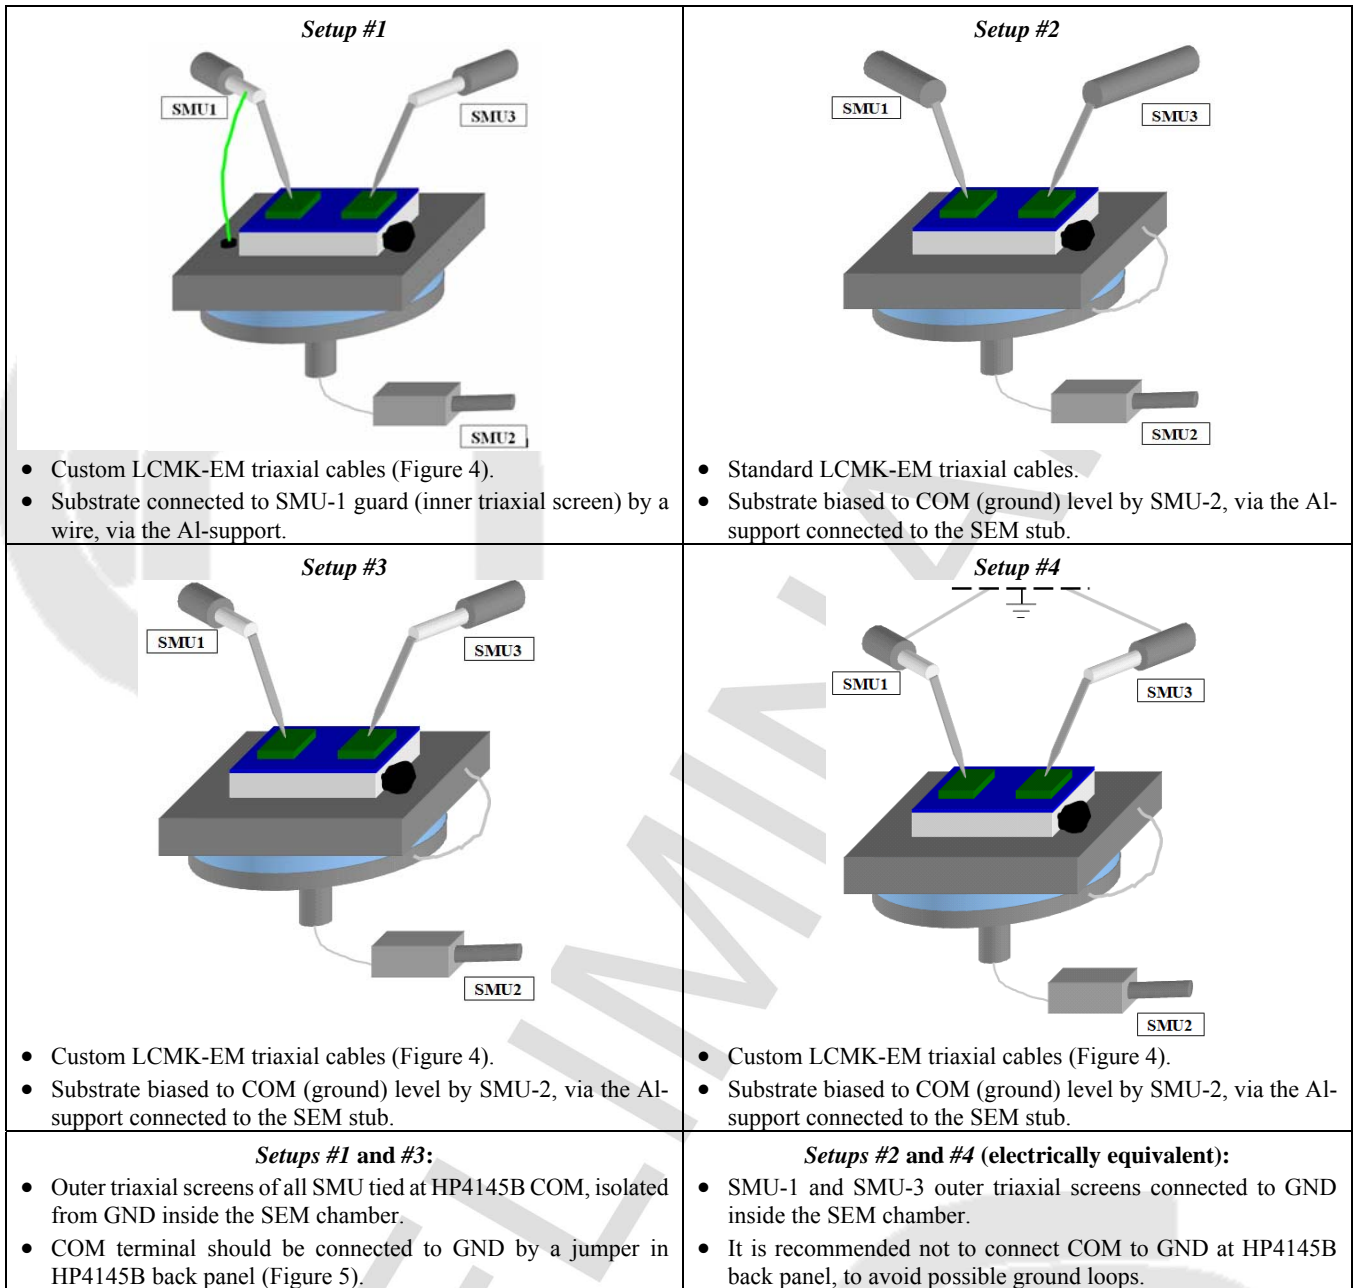 Setup #1
SMU1
SMU3
SMU2
• Custom LCMK-EM triaxial cables (Figure 4).
• Substrate connected to SMU-1 guard (inner triaxial screen) by a
wire, via the Al-support.
Setup #2
SMU1
SMU3
SMU2
• Standard LCMK-EM triaxial cables.
• Substrate biased to COM (ground) level by SMU-2, via the Al-
support connected to the SEM stub.
Setup #3
SMU1
SMU3
SMU2
• Custom LCMK-EM triaxial cables (Figure 4).
• Substrate biased to COM (ground) level by SMU-2, via the Al-
support connected to the SEM stub.
Setup #4
SMU1
SMU3
SMU2
• Custom LCMK-EM triaxial cables (Figure 4).
• Substrate biased to COM (ground) level by SMU-2, via the Al-
support connected to the SEM stub.
Setups #1 and #3:
• Outer triaxial screens of all SMU tied at HP4145B COM, isolated
from GND inside the SEM chamber.
• COM terminal should be connected to GND by a jumper in
HP4145B back panel (Figure 5).
Setups #2 and #4 (electrically equivalent):
• SMU-1 and SMU-3 outer triaxial screens connected to GND
inside the SEM chamber.
• It is recommended not to connect COM to GND at HP4145B
back panel, to avoid possible ground loops.